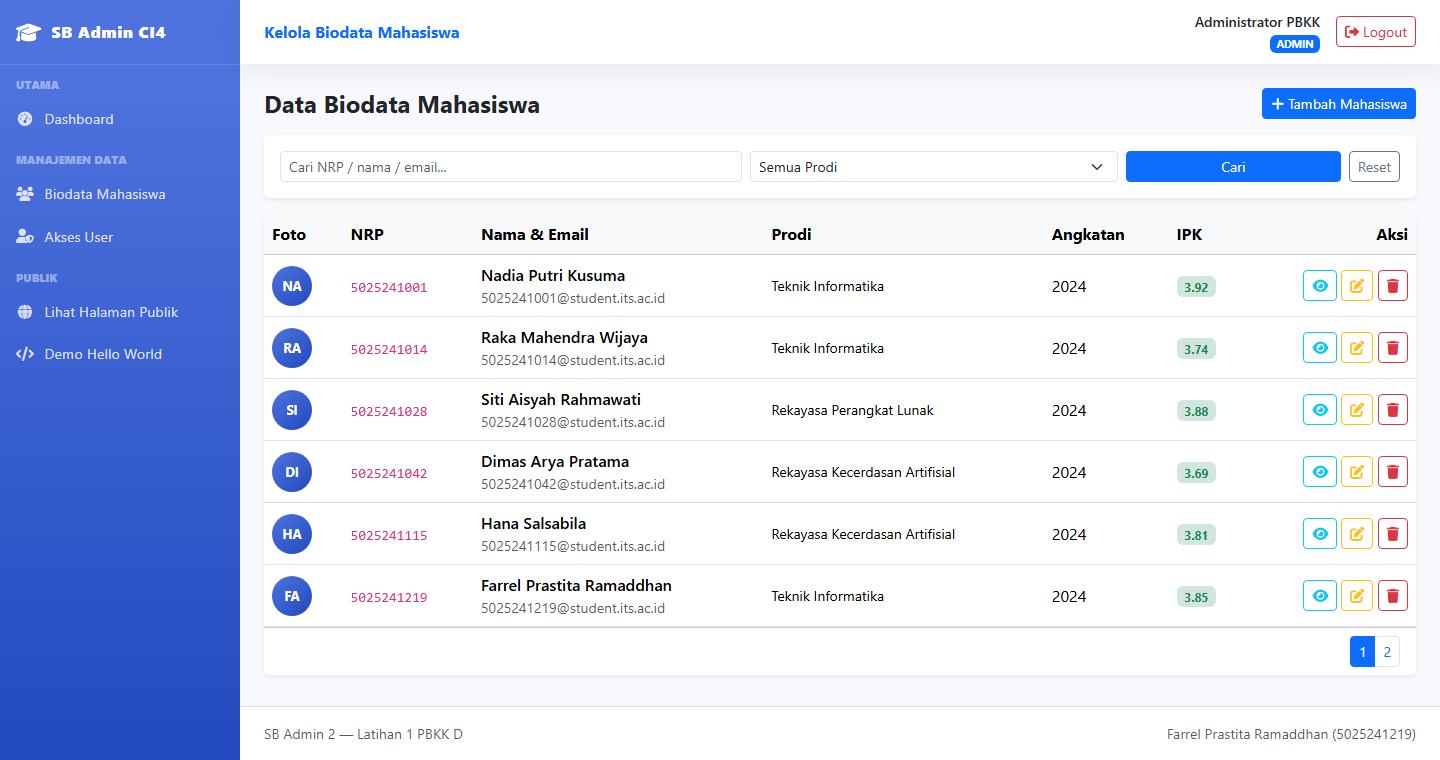 SB Admin CI4
UTAMA
Dashboard
MANAJEMEN DATA
Biodata Mahasiswa
Akses User
PUBLIK
Lihat Halaman Publik
Demo Hello World
Kelola Biodata Mahasiswa
Administrator PBKK
ADMIN
Logout
Data Biodata Mahasiswa
Tambah Mahasiswa
Cari NRP / nama / email...
Semua Prodi
Cari
Reset
Foto NRP Nama & Email Prodi Angkatan IPK Aksi
NA 5025241001 Nadia Putri Kusuma Teknik Informatika 2024 3.92
5025241001@student.its.ac.id
RA 5025241014 Raka Mahendra Wijaya Teknik Informatika 2024 3.74
5025241014@student.its.ac.id
SI 5025241028 Siti Aisyah Rahmawati Rekayasa Perangkat Lunak 2024 3.88
5025241028@student.its.ac.id
DI 5025241042 Dimas Arya Pratama Rekayasa Kecerdasan Artifisial 2024 3.69
5025241042@student.its.ac.id
HA 5025241115 Hana Salsabila Rekayasa Kecerdasan Artifisial 2024 3.81
5025241115@student.its.ac.id
FA 5025241219 Farrel Prastita Ramaddhan Teknik Informatika 2024 3.85
5025241219@student.its.ac.id
1 2
SB Admin 2 — Latihan 1 PBKK D
Farrel Prastita Ramaddhan (5025241219)